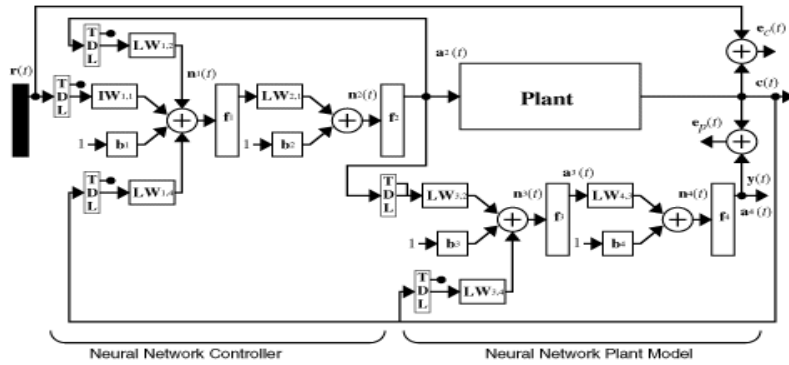 r(t)
T D L
LW1,2
n1(t)
T D L
IW1,1
1
b1
T D L
LW1,4
f1
LW2,1
1
b2
n2(t)
f2
a2(t)
Plant
ec(t)
c(t)
ep(t)
T D L
LW3,2
n3(t)
1
b3
T D L
LW3,4
a3(t)
f3
LW4,3
1
b4
n4(t)
f4
y(t)
a4(t)
Neural Network Controller
Neural Network Plant Model